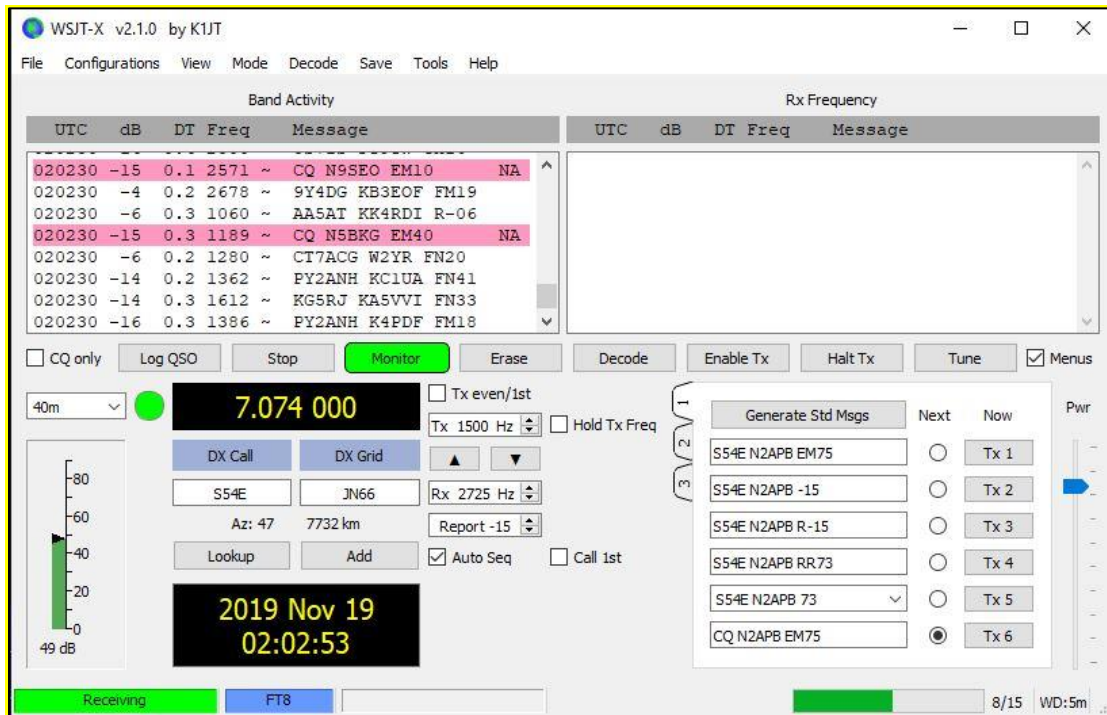 WSJT-X v2.1.0 by K1JT
File Configurations View Mode Decode Save Tools Help
Band Activity
UTC dB DT Freq Message
020230 -15 0.1 2571 ~ CQ N9SEO EM10 NA
020230 -4 0.2 2678 ~ 9Y4DG KB3EOF FM19
020230 -6 0.3 1060 ~ AA5AT KK4RDI R-06
020230 -15 0.3 1189 ~ CQ N5BKG EM40 NA
020230 -6 0.2 1280 ~ CT7ACG W2YR FN20
020230 -14 0.2 1362 ~ PY2ANH KC1UA FN41
020230 -14 0.3 1612 ~ KG5RJ KA5VVI FN33
020230 -16 0.3 1386 ~ PY2ANH K4PDF FM18
Rx Frequency
UTC dB DT Freq Message
CQ only Log QSO Stop Monitor Erase Decode Enable Tx Halt Tx Tune Menus
40m
7.074 000
DX Call DX Grid
S54E JN66
Az: 47 7732 km
Lookup Add
2019 Nov 19
02:02:53
80
60
40
20
0
49 dB
Tx even/1st
Tx 1500 Hz Hold Tx Freq
▲ ▼
Rx 2725 Hz
Report -15
Auto Seq Call 1st
1
2
3
Generate Std Msgs Next Now
S54E N2APB EM75 Tx 1
S54E N2APB -15 Tx 2
S54E N2APB R-15 Tx 3
S54E N2APB RR73 Tx 4
S54E N2APB 73 Tx 5
CQ N2APB EM75 Tx 6
Pwr
Receiving FT8 8/15 WD:5m